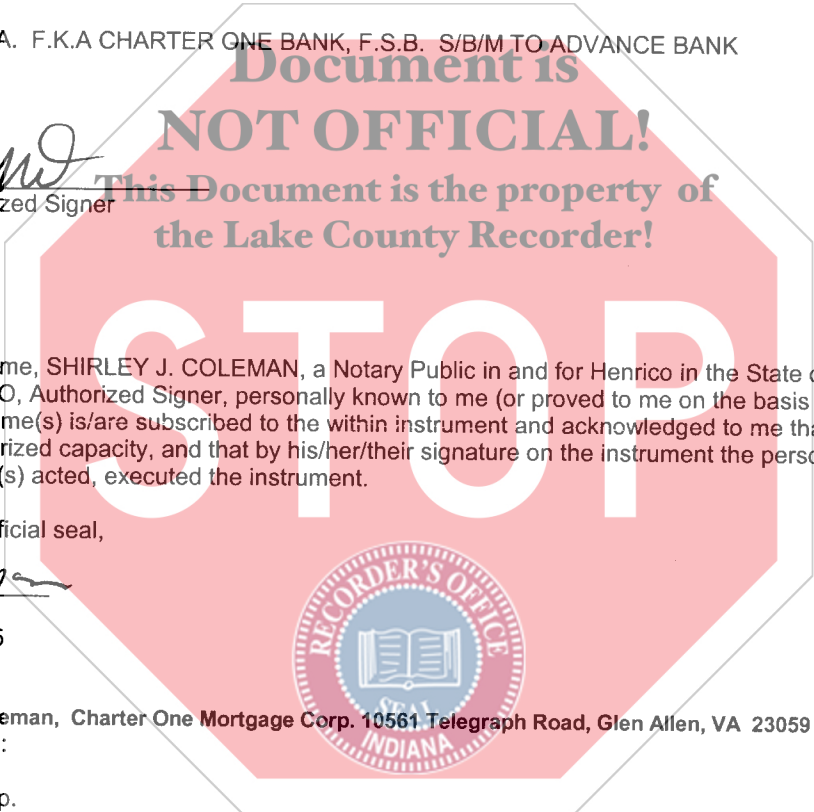 A. F.K.A CHARTER ONE BANK, F.S.B. S/B/M TO ADVANCE BANK
Document is
NOT OFFICIAL!
This Document is the property of
the Lake County Recorder!
zed Signer
STOP
me, SHIRLEY J. COLEMAN, a Notary Public in and for Henrico in the State
O, Authorized Signer, personally known to me (or proved to me on the basis
me(s) is/are subscribed to the within instrument and acknowledged to me tha
rized capacity, and that by his/her/their signature on the instrument the perso
(s) acted, executed the instrument.
ficial seal,
RECORDER'S OFFICE
SEAL
INDIANA
eman, Charter One Mortgage Corp. 10561 Telegraph Road, Glen Allen, VA 23059
:
p.